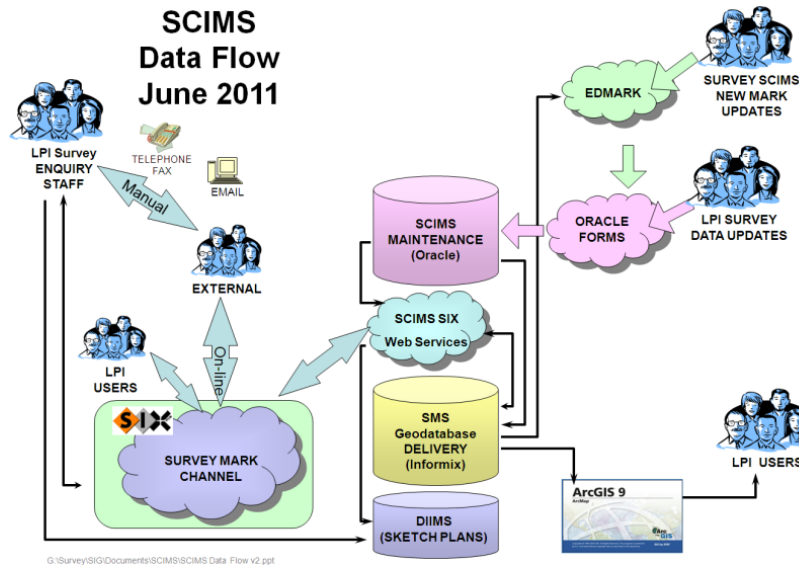 SCIMS
Data Flow
June 2011
LPI Survey
ENQUIRY
STAFF
TELEPHONE
FAX
EMAIL
Manual
EXTERNAL
LPI
USERS
On-line
SIX
SURVEY MARK
CHANNEL
SCIMS
MAINTENANCE
(Oracle)
SCIMS SIX
Web Services
SMS
Geodatabase
DELIVERY
(Informix)
DIIMS
(SKETCH PLANS)
EDMARK
SURVEY SCIMS
NEW MARK
UPDATES
ORACLE
FORMS
LPI SURVEY
DATA UPDATES
ArcGIS 9
ArcMap
ArcGIS
LPI USERS
G:\Survey\SIG\Documents\SCIMS\SCIMS Data Flow v2.ppt